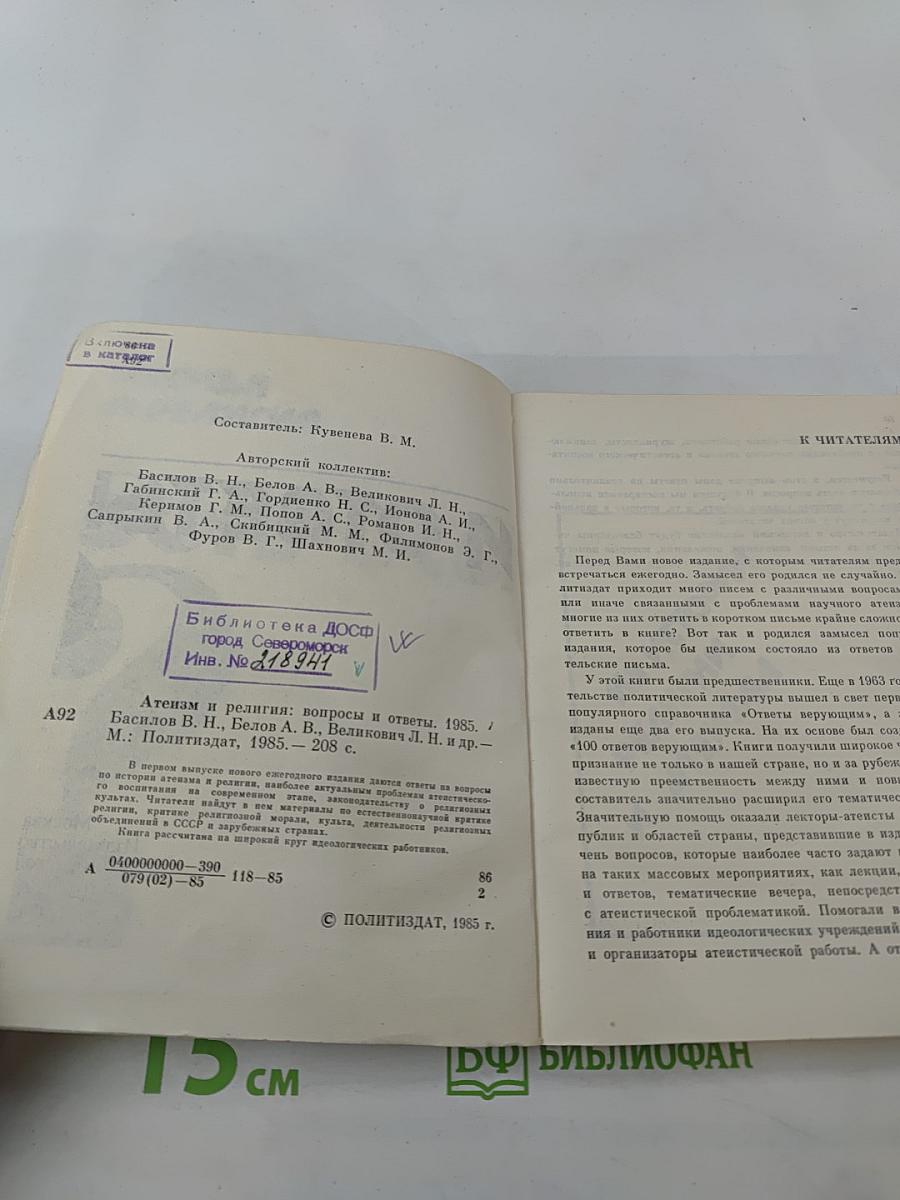 Включена
в каталог
86
А92
Составитель: Кувенева В. М.
Авторский коллектив:
Басилов В. Н., Белов А. В., Великович Л. Н.,
Габинский Г. А., Гордиенко Н. С., Ионова А. И.,
Керимов Г. М., Попов А. С., Романов И. Н.,
Сапрыкин В. А., Скибицкий М. М., Филимонов Э. Г.,
Фуров В. Г., Шахнович М. И.
Библиотека ДОСФ
город Североморск
Инв. № 218941
Атеизм и религия: вопросы и ответы. 1985. /
А92 Басилов В. Н., Белов А. В., Великович Л. Н. и др.—
М.: Политиздат, 1985.— 208 с.
В первом выпуске нового ежегодного издания даются ответы на вопросы
по истории атеизма и религии, наиболее актуальным проблемам атеистическо-
го воспитания на современном этапе, законодательству о религиозных
культах. Читатели найдут в нем материалы по естественнонаучной критике
религии, критике религиозной морали, культа, деятельности религиозных
объединений в СССР и зарубежных странах.
Книга рассчитана на широкий круг идеологических работников.
А 0400000000—390 118—85 86
079(02)—85 2
© ПОЛИТИЗДАТ, 1985 г.
К ЧИТАТЕЛЯМ
Перед Вами новое издание, с которым читателям пред
встречаться ежегодно. Замысел его родился не случайно.
литиздат приходит много писем с различными вопросам
или иначе связанными с проблемами научного атеиз
многие из них ответить в коротком письме крайне сложно
ответить в книге? Вот так и родился замысел попу
издания, которое бы целиком состояло из ответов
тельские письма.
У этой книги были предшественники. Еще в 1963 го
тельстве политической литературы вышел в свет перв
популярного справочника «Ответы верующим», а
изданы еще два его выпуска. На их основе был соз
«100 ответов верующим». Книги получили широкое ч
признание не только в нашей стране, но и за рубеж
известную преемственность между ними и новы
составитель значительно расширил его тематичес
Значительную помощь оказали лекторы-атеисты
публик и областей страны, представившие в изд
чень вопросов, которые наиболее часто задают
на таких массовых мероприятиях, как лекции,
и ответов, тематические вечера, непосредст
с атеистической проблематикой. Помогали в
ния и работники идеологических учреждений
и организаторы атеистической работы. А от
15 см
БФ БИБЛИОФАН